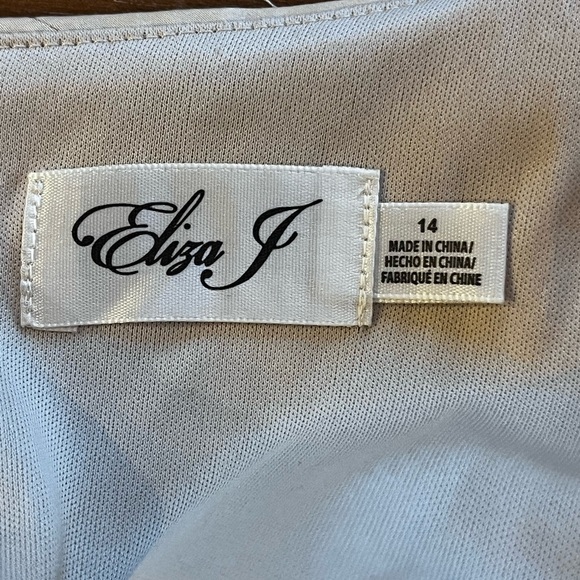 Eliza J
14
MADE IN CHINA/
HECHO EN CHINA/
FABRIQUÉ EN CHINE